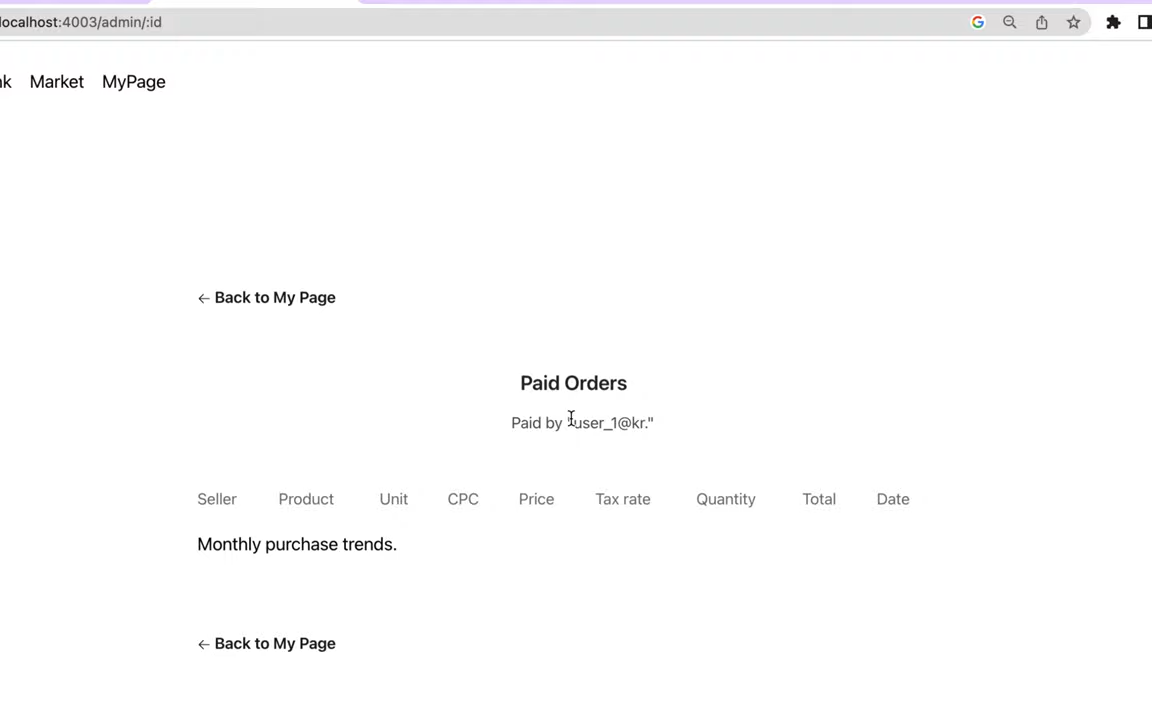 localhost:4003/admin/:id
nk Market MyPage
← Back to My Page
Paid Orders
Paid by "user_1@kr."
Seller Product Unit CPC Price Tax rate Quantity Total Date
Monthly purchase trends.
← Back to My Page